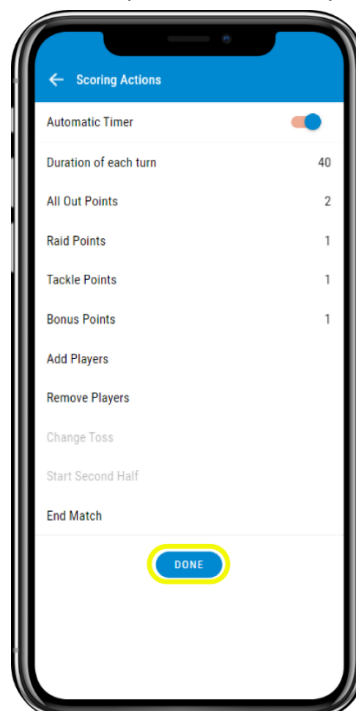 Scoring Actions
Automatic Timer
Duration of each turn 40
All Out Points 2
Raid Points 1
Tackle Points 1
Bonus Points 1
Add Players
Remove Players
Change Toss
Start Second Half
End Match
DONE